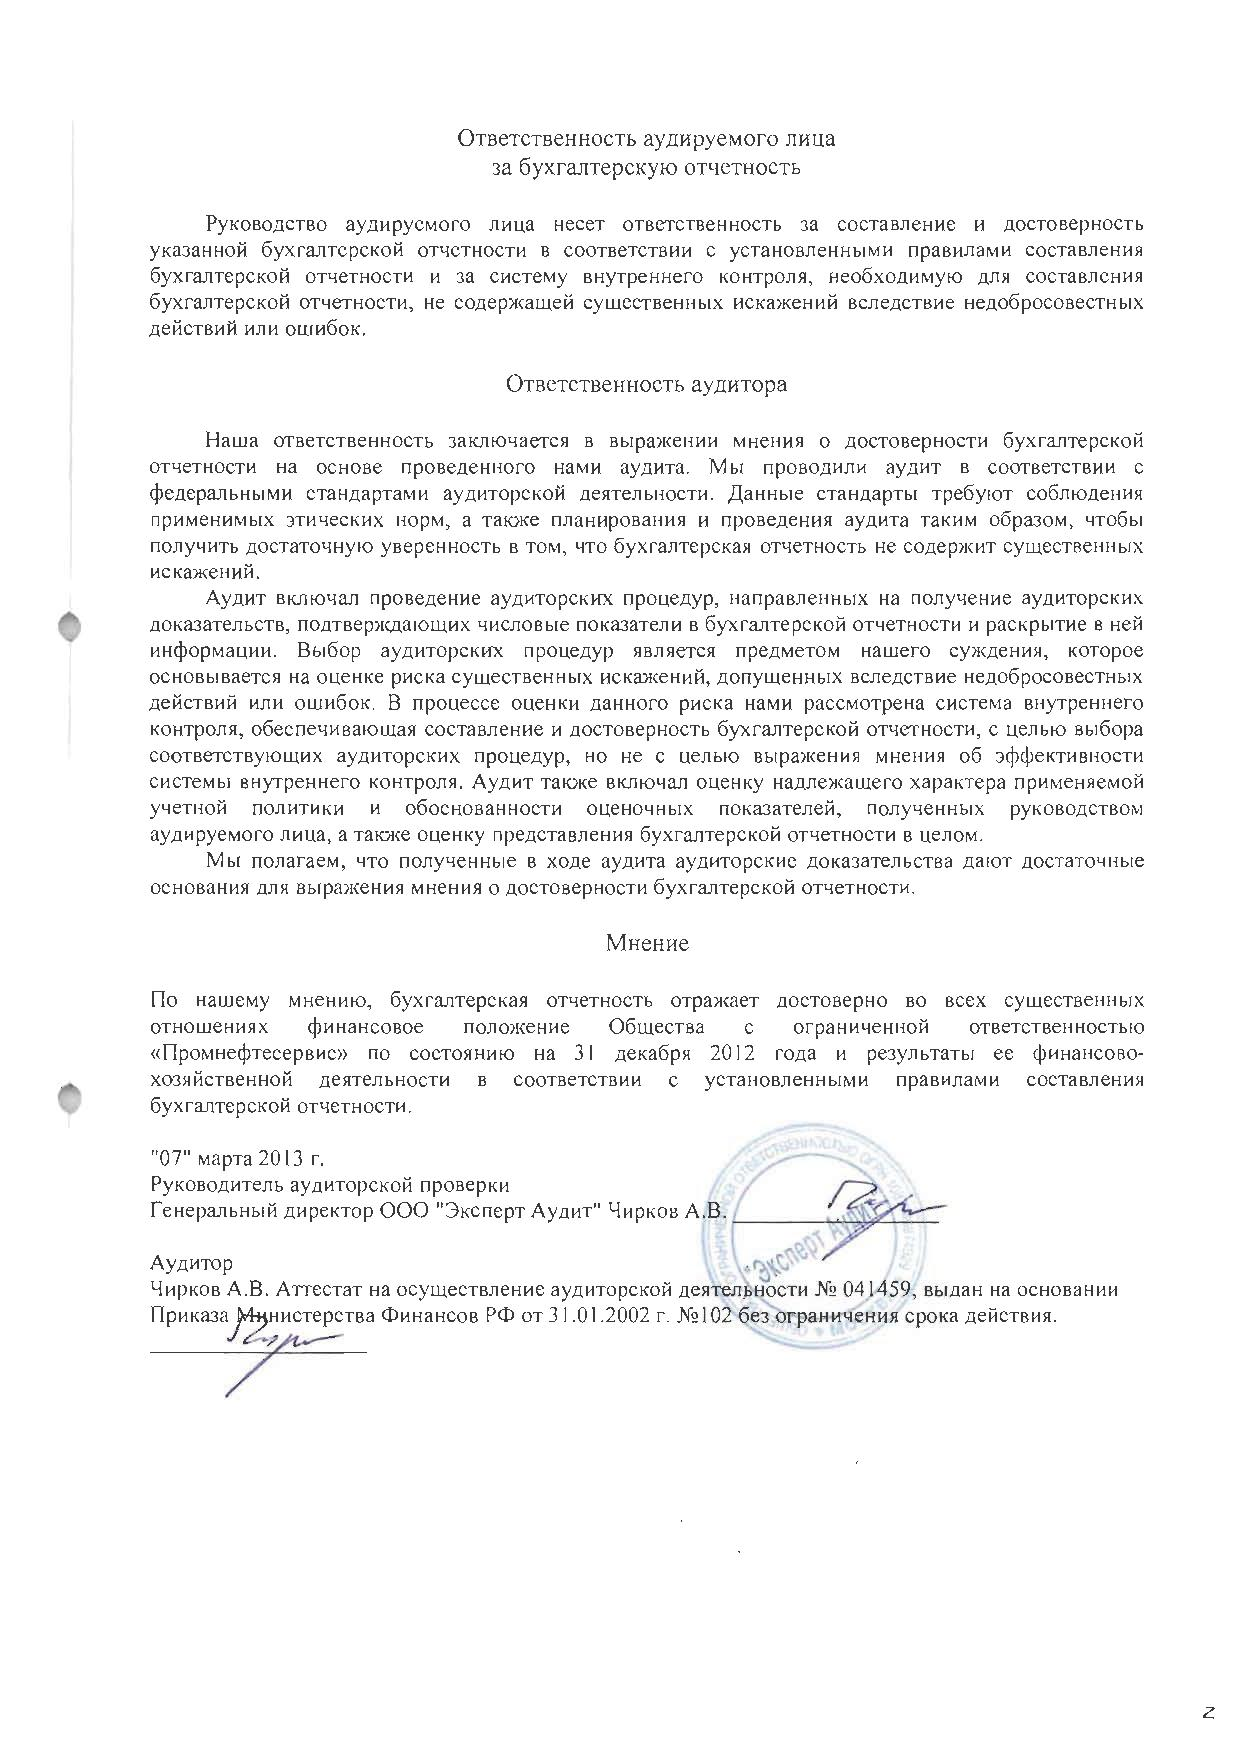 Ответственность аудируемого лица
за бухгалтерскую отчетность
Руководство аудируемого лица несет ответственность за составление и достоверность
указанной бухгалтерской отчетности в соответствии с установленными правилами составления
бухгалтерской отчетности и за систему внутреннего контроля, необходимую для составления
бухгалтерской отчетности, не содержащей существенных искажений вследствие недобросовестных
действий или ошибок.
Ответственность аудитора
Наша ответственность заключается в выражении мнения о достоверности бухгалтерской
отчетности на основе проведенного нами аудита. Мы проводили аудит в соответствии с
федеральными стандартами аудиторской деятельности. Данные стандарты требуют соблюдения
применимых этических норм, а также планирования и проведения аудита таким образом, чтобы
получить достаточную уверенность в том, что бухгалтерская отчетность не содержит существенных
искажений.
Аудит включал проведение аудиторских процедур, направленных на получение аудиторских
доказательств, подтверждающих числовые показатели в бухгалтерской отчетности и раскрытие в ней
информации. Выбор аудиторских процедур является предметом нашего суждения, которое
основывается на оценке риска существенных искажений, допущенных вследствие недобросовестных
действий или ошибок. В процессе оценки данного риска нами рассмотрена система внутреннего
контроля, обеспечивающая составление и достоверность бухгалтерской отчетности, с целью выбора
соответствующих аудиторских процедур, но не с целью выражения мнения об эффективности
системы внутреннего контроля. Аудит также включал оценку надлежащего характера применяемой
учетной политики и обоснованности оценочных показателей, полученных руководством
аудируемого лица, а также оценку представления бухгалтерской отчетности в целом.
Мы полагаем, что полученные в ходе аудита аудиторские доказательства дают достаточные
основания для выражения мнения о достоверности бухгалтерской отчетности.
Мнение
По нашему мнению, бухгалтерская отчетность отражает достоверно во всех существенных
отношениях финансовое положение Общества с ограниченной ответственностью
«Промнефтесервис» по состоянию на 31 декабря 2012 года и результаты ее финансово-
хозяйственной деятельности в соответствии с установленными правилами составления
бухгалтерской отчетности.
"07" марта 2013 г.
Руководитель аудиторской проверки
Генеральный директор ООО "Эксперт Аудит" Чирков А.В.
"Эксперт Аудит"
Аудитор
Чирков А.В. Аттестат на осуществление аудиторской деятельности № 041459, выдан на основании
Приказа Министерства Финансов РФ от 31.01.2002 г. №102 без ограничения срока действия.
2